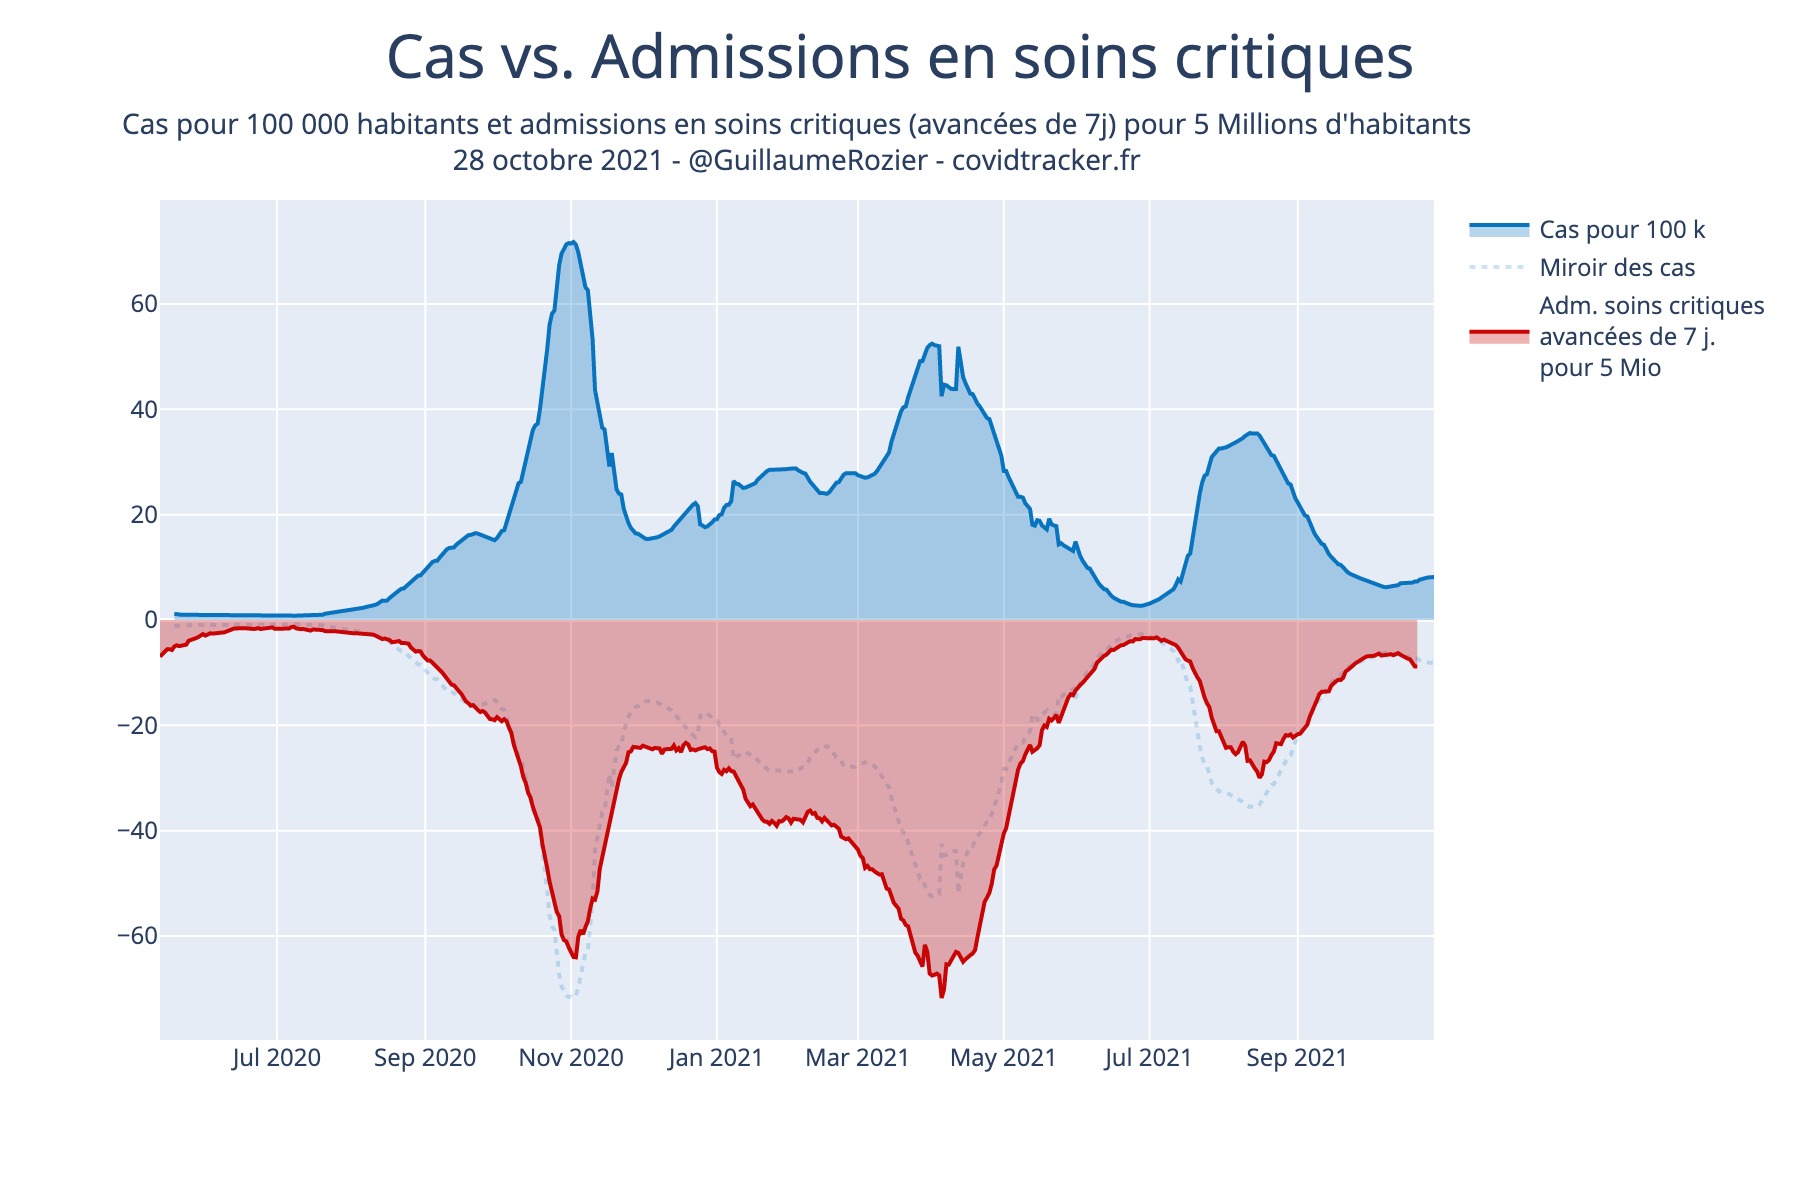 Cas vs. Admissions en soins critiques
Cas pour 100 000 habitants et admissions en soins critiques (avancées de 7j) pour 5 Millions d'habitants
28 octobre 2021 - @GuillaumeRozier - covidtracker.fr
Cas pour 100 k
Miroir des cas
Adm. soins critiques
avancées de 7 j.
pour 5 Mio
60
40
20
0
−20
−40
−60
Jul 2020
Sep 2020
Nov 2020
Jan 2021
Mar 2021
May 2021
Jul 2021
Sep 2021